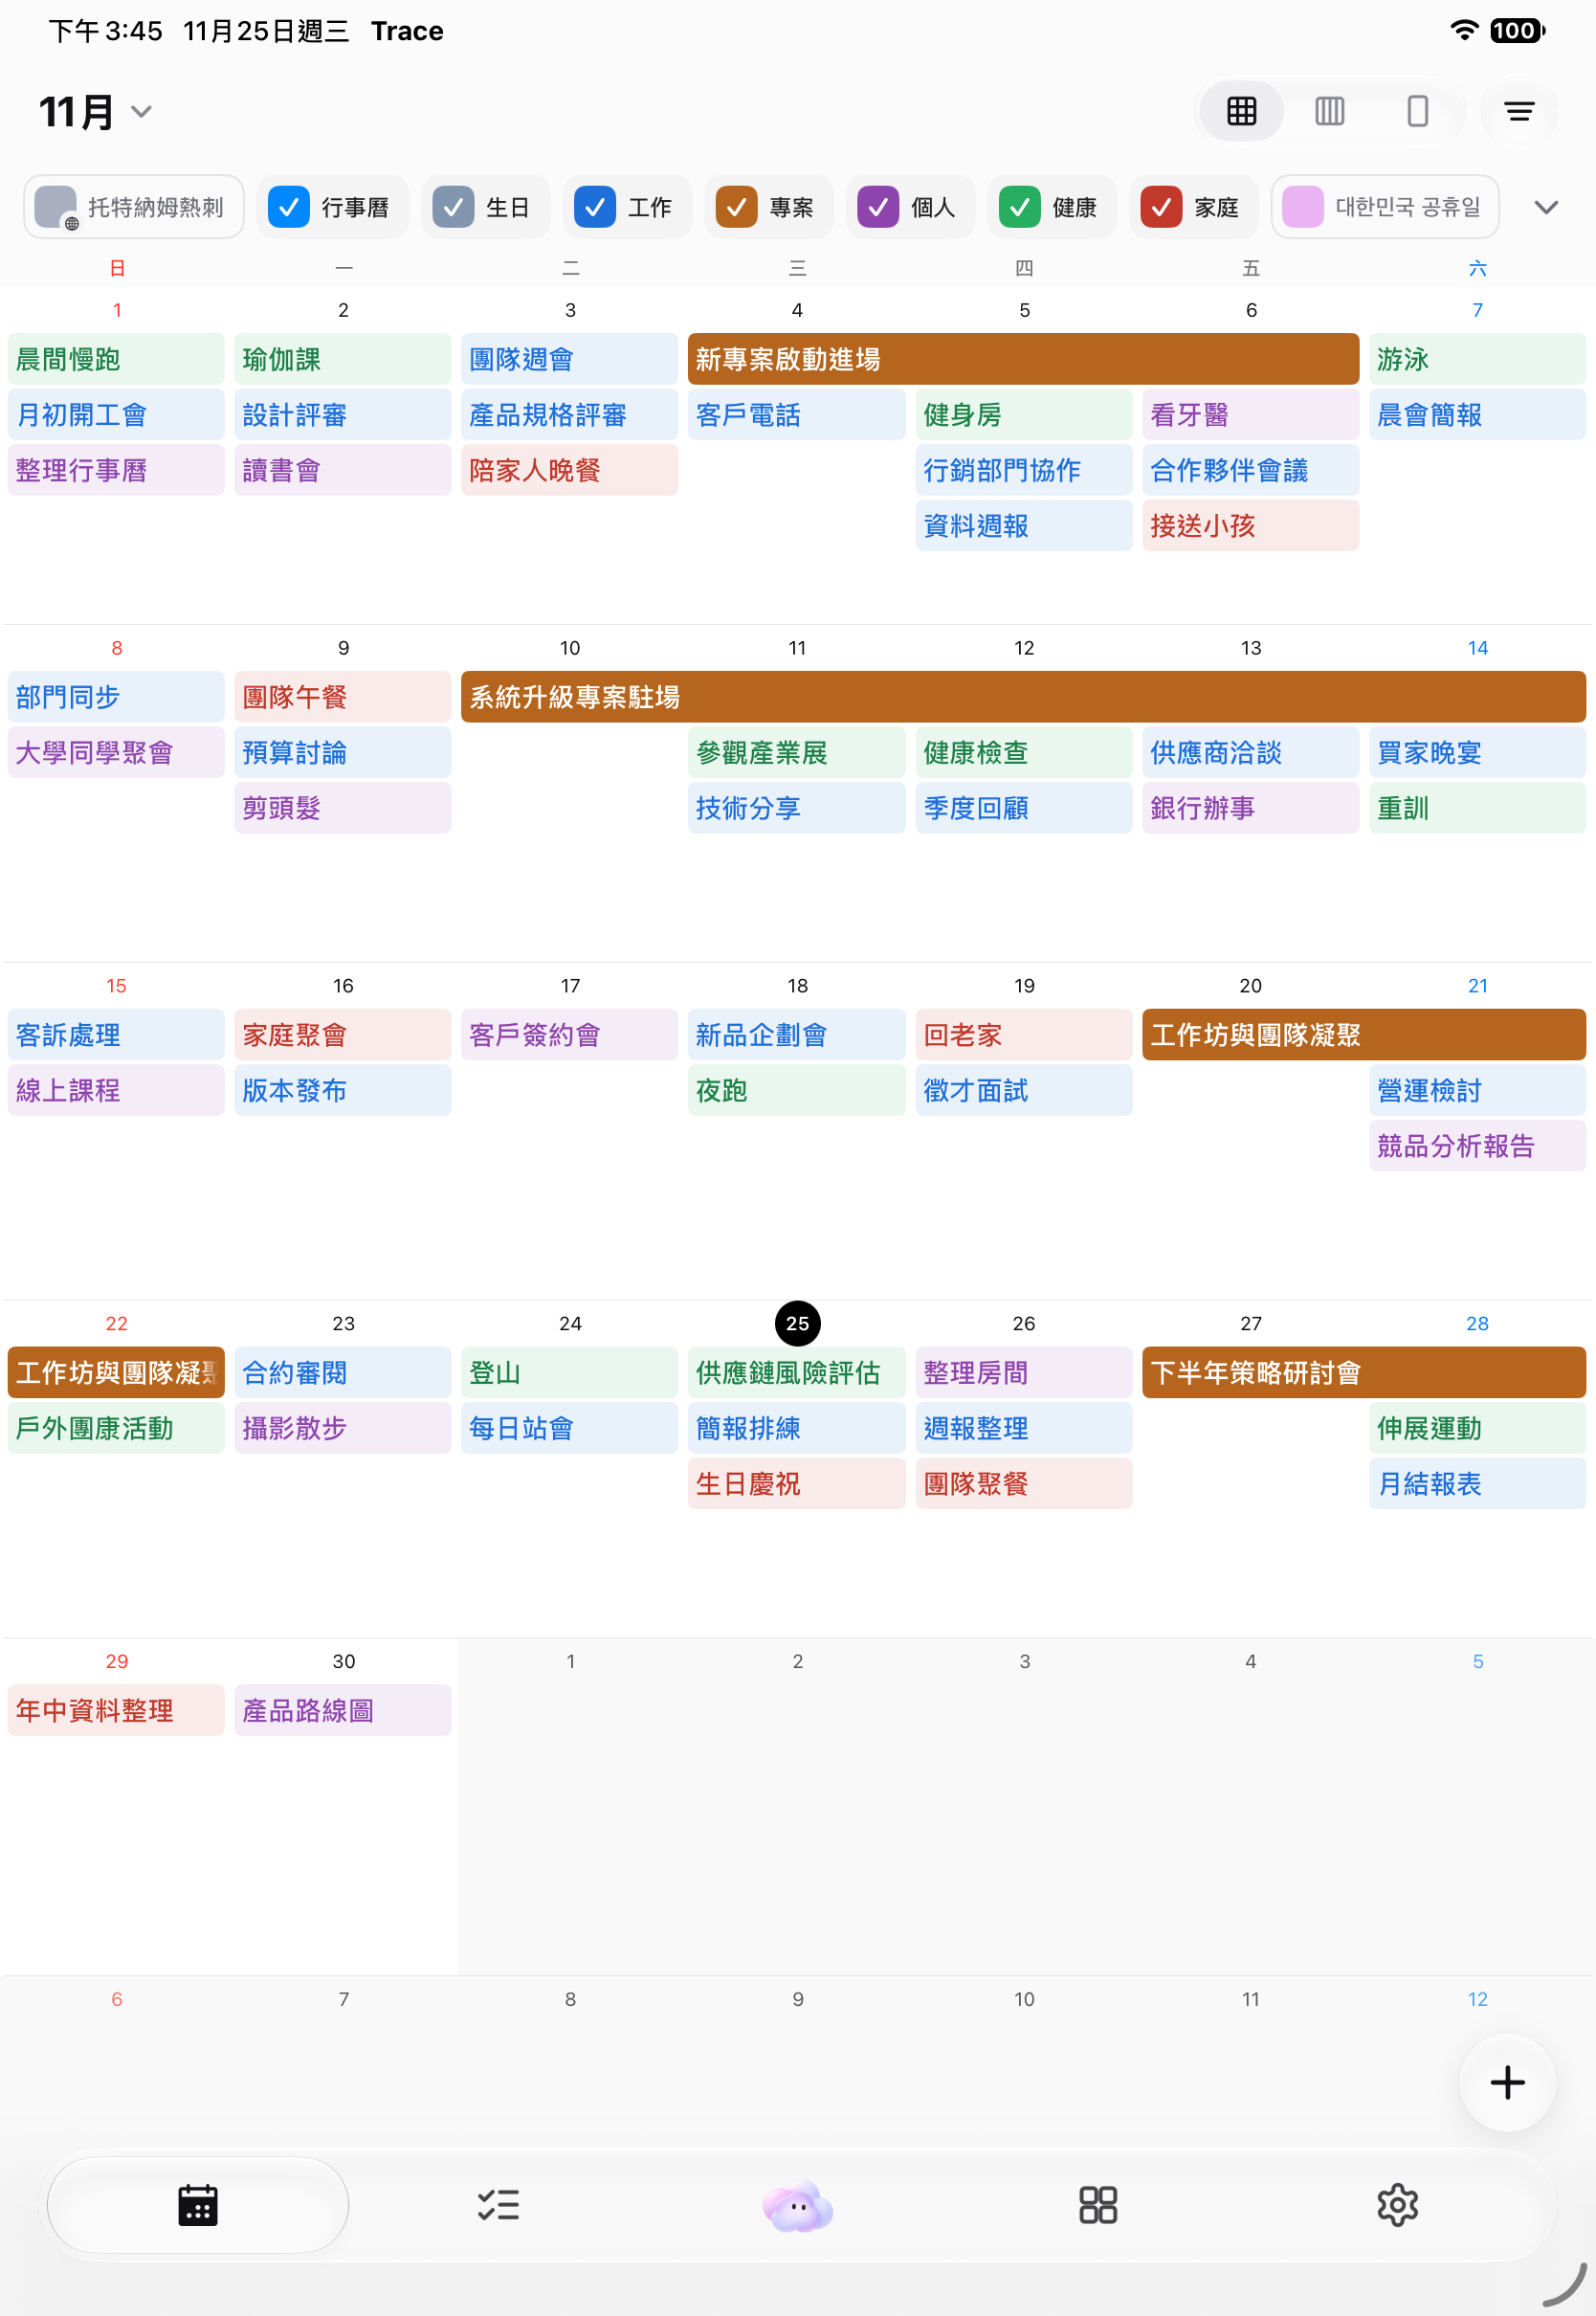 下午3:45 11月25日週三 Trace 100
11月
托特納姆熱刺 行事曆 生日 工作 專案 個人 健康 家庭 대한민국 공휴일
日 一 二 三 四 五 六
1 2 3 4 5 6 7
晨間慢跑 瑜伽課 團隊週會 新專案啟動進場 游泳
月初開工會 設計評審 產品規格評審 客戶電話 健身房 看牙醫 晨會簡報
整理行事曆 讀書會 陪家人晚餐 行銷部門協作 合作夥伴會議
資料週報 接送小孩
8 9 10 11 12 13 14
部門同步 團隊午餐 系統升級專案駐場
大學同學聚會 預算討論 參觀產業展 健康檢查 供應商洽談 買家晚宴
剪頭髮 技術分享 季度回顧 銀行辦事 重訓
15 16 17 18 19 20 21
客訴處理 家庭聚會 客戶簽約會 新品企劃會 回老家 工作坊與團隊凝聚
線上課程 版本發布 夜跑 徵才面試 營運檢討
競品分析報告
22 23 24 25 26 27 28
工作坊與團隊凝聚 合約審閱 登山 供應鏈風險評估 整理房間 下半年策略研討會
戶外團康活動 攝影散步 每日站會 簡報排練 週報整理 伸展運動
生日慶祝 團隊聚餐 月結報表
29 30 1 2 3 4 5
年中資料整理 產品路線圖
6 7 8 9 10 11 12